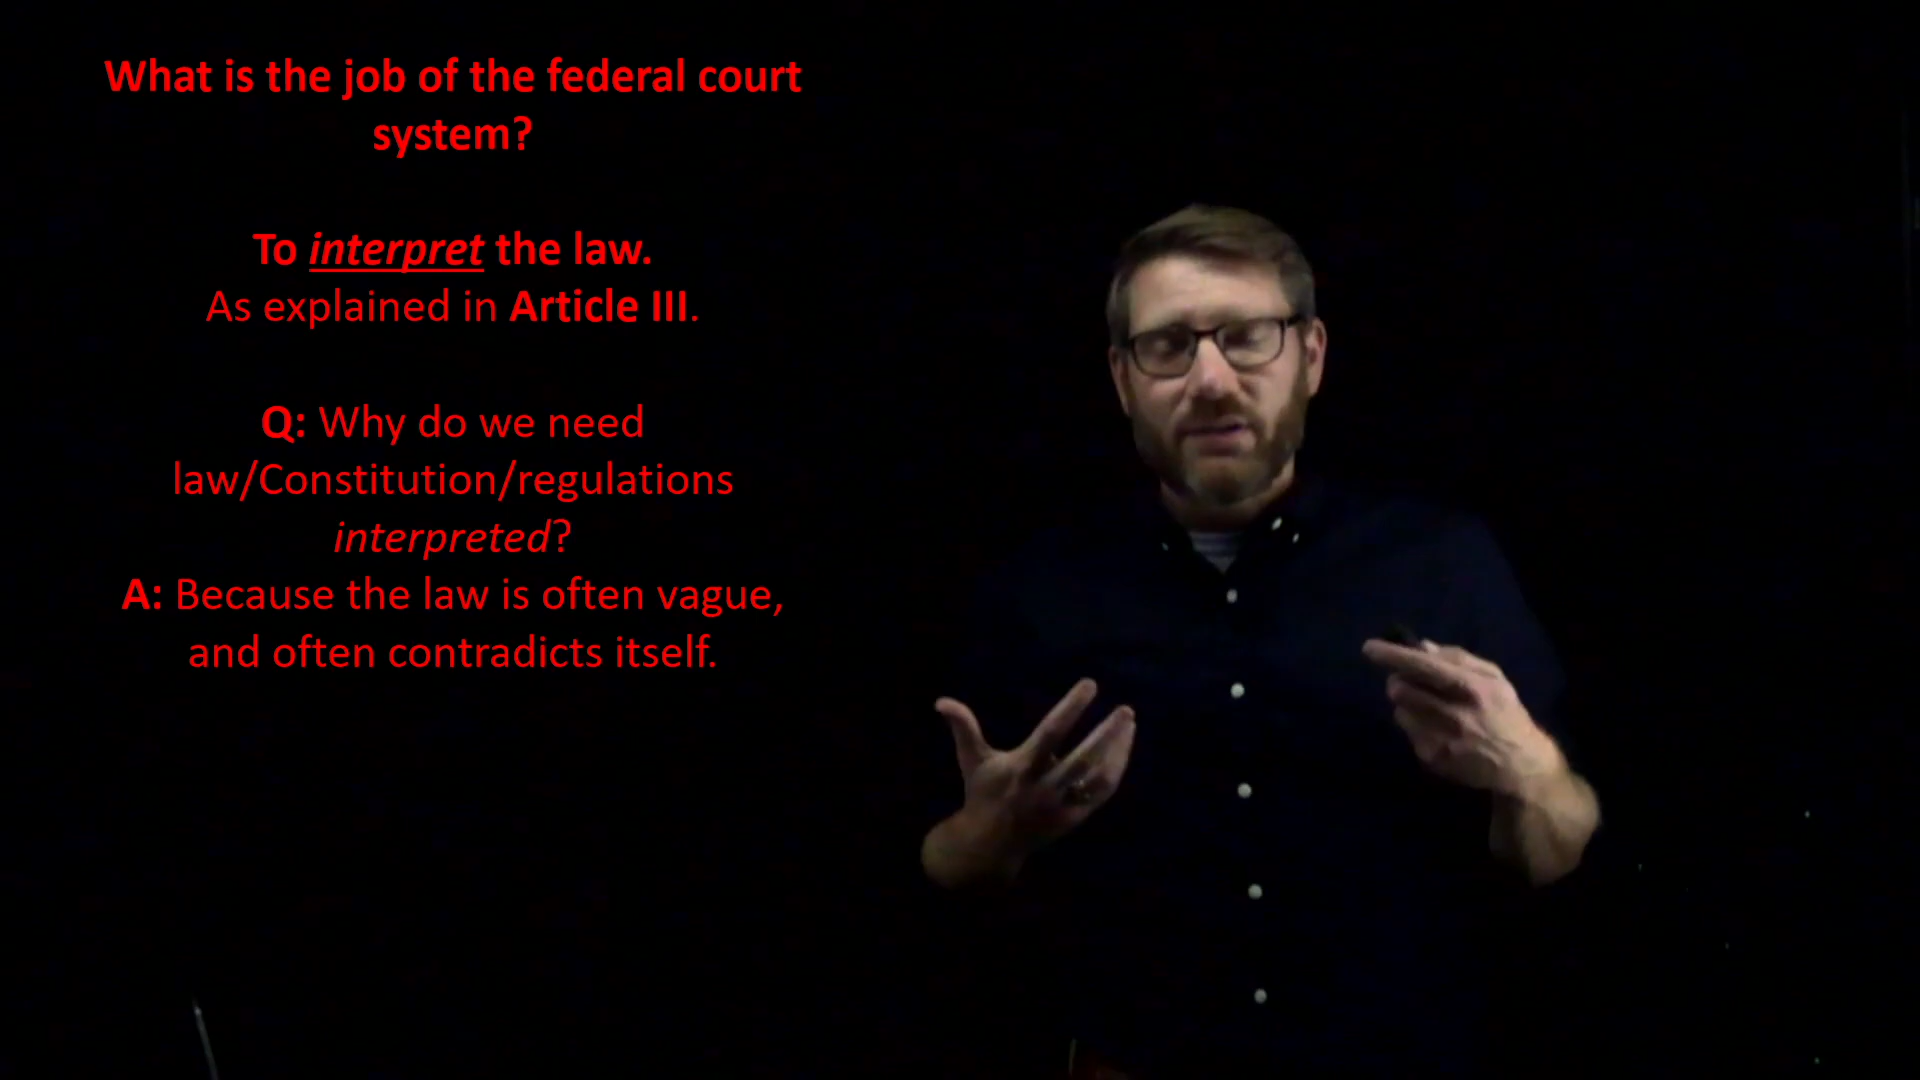 What is the job of the federal court
system?
To interpret the law.
As explained in Article III.
Q: Why do we need
law/Constitution/regulations
interpreted?
A: Because the law is often vague,
and often contradicts itself.